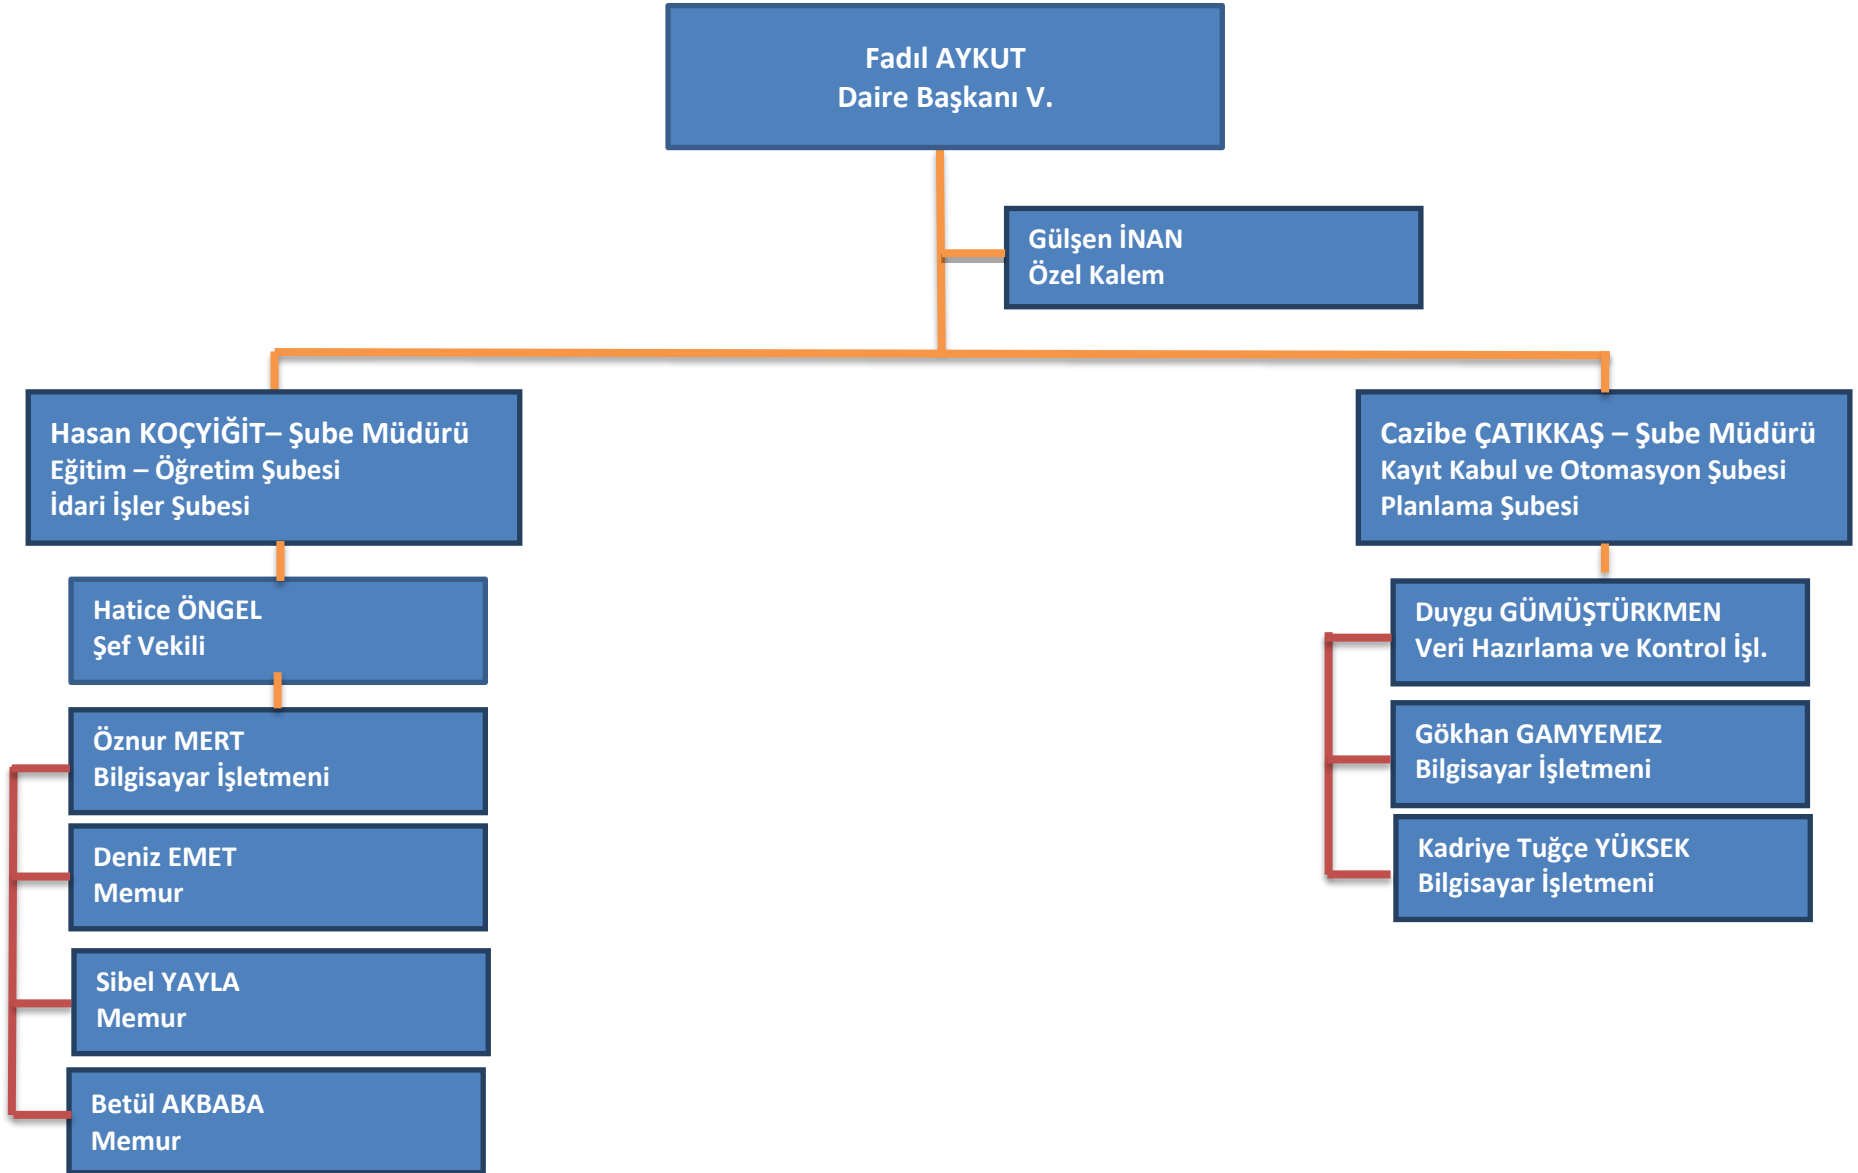 Fadıl AYKUT
Daire Başkanı V.
Gülşen İNAN
Özel Kalem
Hasan KOÇYİĞİT– Şube Müdürü
Eğitim – Öğretim Şubesi
İdari İşler Şubesi
Cazibe ÇATIKKAŞ – Şube Müdürü
Kayıt Kabul ve Otomasyon Şubesi
Planlama Şubesi
Hatice ÖNGEL
Şef Vekili
Öznur MERT
Bilgisayar İşletmeni
Deniz EMET
Memur
Sibel YAYLA
Memur
Betül AKBABA
Memur
Duygu GÜMÜŞTÜRKMEN
Veri Hazırlama ve Kontrol İşl.
Gökhan GAMYEMEZ
Bilgisayar İşletmeni
Kadriye Tuğçe YÜKSEK
Bilgisayar İşletmeni